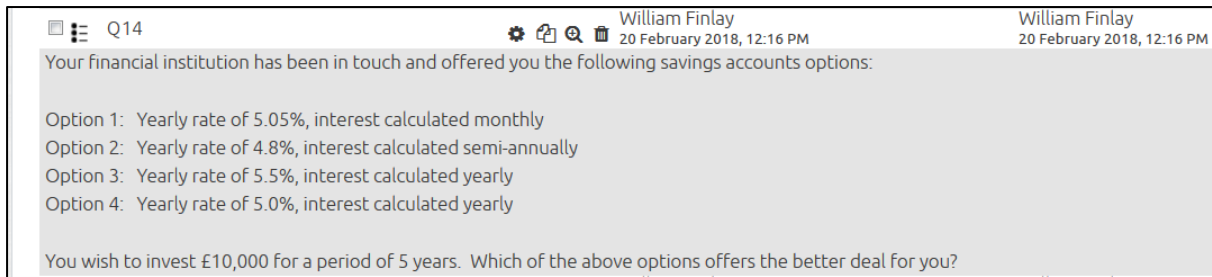 Q14 William Finlay William Finlay
20 February 2018, 12:16 PM 20 February 2018, 12:16 PM
Your financial institution has been in touch and offered you the following savings accounts options:
Option 1: Yearly rate of 5.05%, interest calculated monthly
Option 2: Yearly rate of 4.8%, interest calculated semi-annually
Option 3: Yearly rate of 5.5%, interest calculated yearly
Option 4: Yearly rate of 5.0%, interest calculated yearly
You wish to invest £10,000 for a period of 5 years. Which of the above options offers the better deal for you?